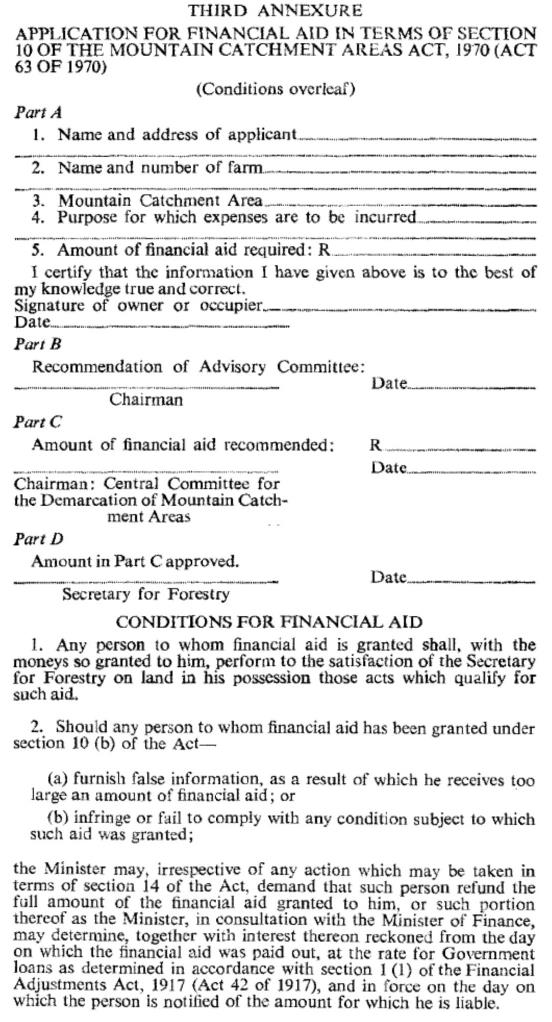 THIRD ANNEXURE
APPLICATION FOR FINANCIAL AID IN TERMS OF SECTION
10 OF THE MOUNTAIN CATCHMENT AREAS ACT, 1970 (ACT
63 OF 1970)
(Conditions overleaf)
Part A
1. Name and address of applicant
2. Name and number of farm
3. Mountain Catchment Area
4. Purpose for which expenses are to be incurred
5. Amount of financial aid required: R
I certify that the information I have given above is to the best of
my knowledge true and correct.
Signature of owner or occupier
Date
Part B
Recommendation of Advisory Committee:
Date
Chairman
Part C
Amount of financial aid recommended: R
Date
Chairman: Central Committee for
the Demarcation of Mountain Catch-
ment Areas
Part D
Amount in Part C approved.
Date
Secretary for Forestry
CONDITIONS FOR FINANCIAL AID
1. Any person to whom financial aid is granted shall, with the
moneys so granted to him, perform to the satisfaction of the Secretary
for Forestry on land in his possession those acts which qualify for
such aid.
2. Should any person to whom financial aid has been granted under
section 10 (b) of the Act—
(a) furnish false information, as a result of which he receives too
large an amount of financial aid; or
(b) infringe or fail to comply with any condition subject to which
such aid was granted;
the Minister may, irrespective of any action which may be taken in
terms of section 14 of the Act, demand that such person refund the
full amount of the financial aid granted to him, or such portion
thereof as the Minister, in consultation with the Minister of Finance,
may determine, together with interest thereon reckoned from the day
on which the financial aid was paid out, at the rate for Government
loans as determined in accordance with section 1 (1) of the Financial
Adjustments Act, 1917 (Act 42 of 1917), and in force on the day on
which the person is notified of the amount for which he is liable.